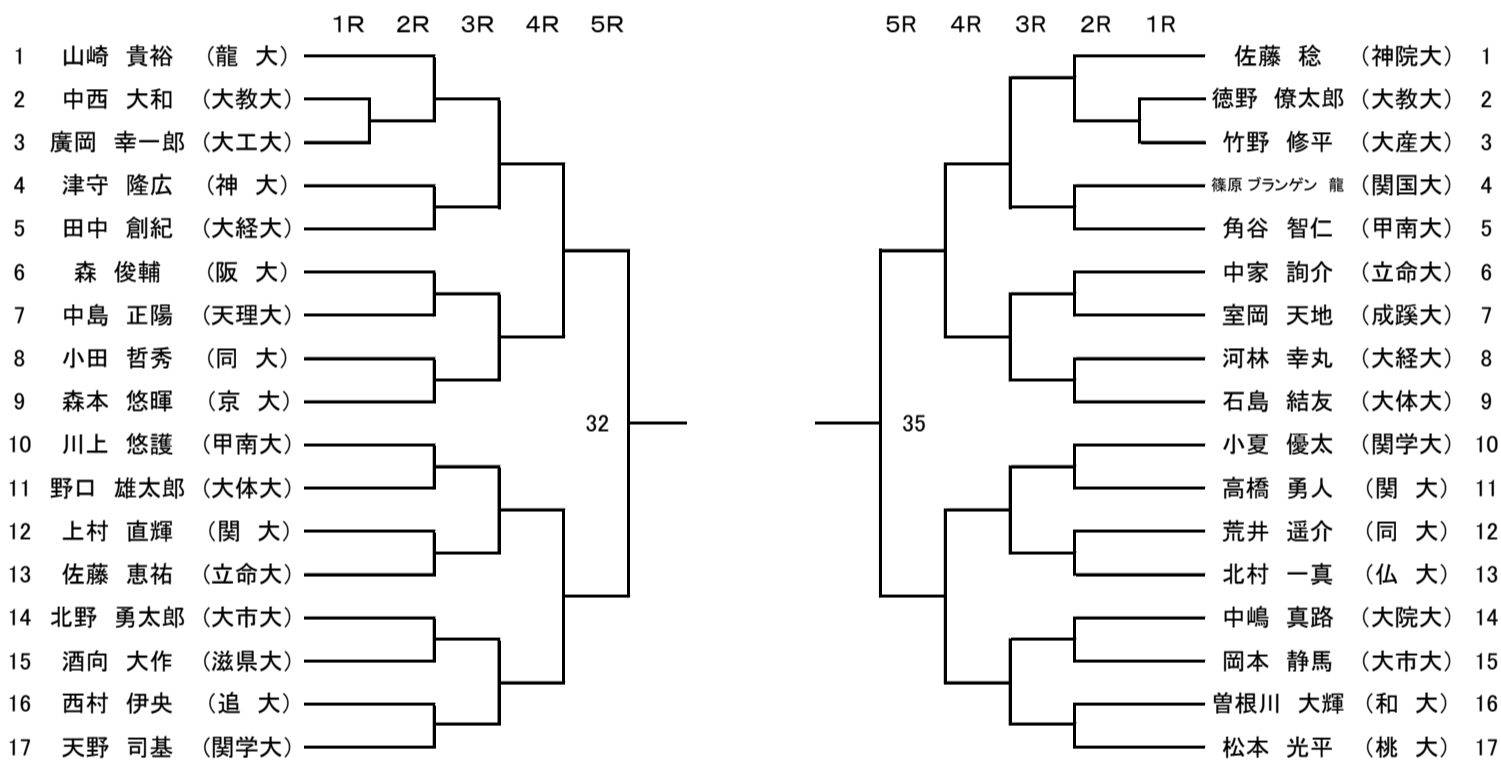 1R 2R 3R 4R 5R
1 山崎 貴裕 (龍 大)
2 中西 大和 (大教大)
3 廣岡 幸一郎 (大工大)
4 津守 隆広 (神 大)
5 田中 創紀 (大経大)
6 森 俊輔 (阪 大)
7 中島 正陽 (天理大)
8 小田 哲秀 (同 大)
9 森本 悠暉 (京 大)
32
10 川上 悠護 (甲南大)
11 野口 雄太郎 (大体大)
12 上村 直輝 (関 大)
13 佐藤 恵祐 (立命大)
14 北野 勇太郎 (大市大)
15 酒向 大作 (滋県大)
16 西村 伊央 (追 大)
17 天野 司基 (関学大)
5R 4R 3R 2R 1R
佐藤 稔 (神院大) 1
徳野 僚太郎 (大教大) 2
竹野 修平 (大産大) 3
篠原 ブランゲン 龍 (関国大) 4
角谷 智仁 (甲南大) 5
中家 詢介 (立命大) 6
室岡 天地 (成蹊大) 7
河林 幸丸 (大経大) 8
石島 結友 (大体大) 9
35
小夏 優太 (関学大) 10
高橋 勇人 (関 大) 11
荒井 遥介 (同 大) 12
北村 一真 (仏 大) 13
中嶋 真路 (大院大) 14
岡本 静馬 (大市大) 15
曽根川 大輝 (和 大) 16
松本 光平 (桃 大) 17